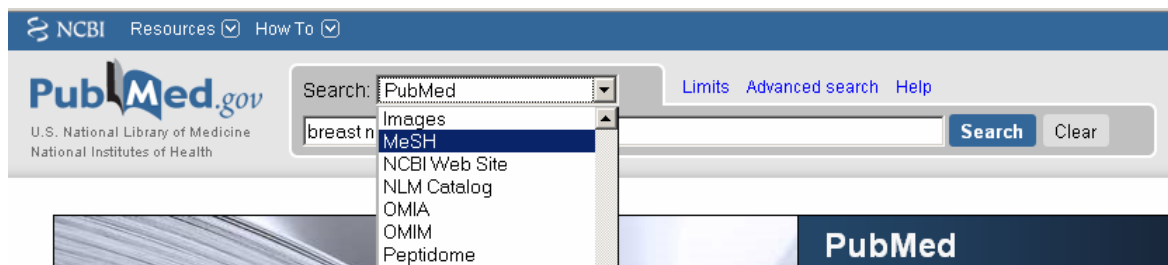 NCBI Resources How To
PubMed.gov
U.S. National Library of Medicine
National Institutes of Health
Search: PubMed
Limits Advanced search Help
breast n
Search Clear
Images
MeSH
NCBI Web Site
NLM Catalog
OMIA
OMIM
Peptidome
PubMed